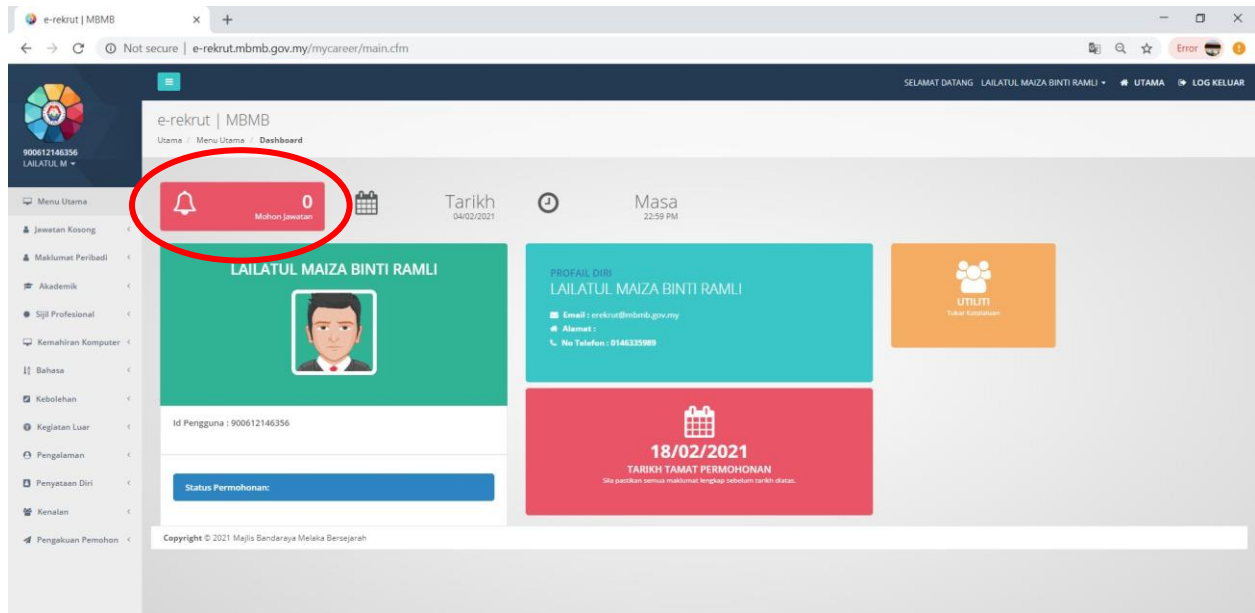 e-rekrut | MBMB
Not secure | e-rekrut.mbmb.gov.my/mycareer/main.cfm
Error
SELAMAT DATANG LAILATUL MAIZA BINTI RAMLI UTAMA LOG KELUAR
900612146356
LAILATUL M
e-rekrut | MBMB
Utama / Menu Utama / Dashboard
Menu Utama
Jawatan Kosong
Maklumat Peribadi
Akademik
Sijil Profesional
Kemahiran Komputer
Bahasa
Kebolehan
Kegiatan Luar
Pengalaman
Penyataan Diri
Kenalan
Pengakuan Pemohon
0
Mohon Jawatan
Tarikh
04/02/2021
Masa
22:59 PM
LAILATUL MAIZA BINTI RAMLI
Id Pengguna : 900612146356
Status Permohonan:
PROFAIL DIRI
LAILATUL MAIZA BINTI RAMLI
Email : erekrut@mbmb.gov.my
Alamat :
No Telefon : 0146335989
18/02/2021
TARIKH TAMAT PERMOHONAN
Sila pastikan semua maklumat lengkap sebelum tarikh diatas.
UTILITI
Tukar Katalaluan
Copyright © 2021 Majlis Bandaraya Melaka Bersejarah